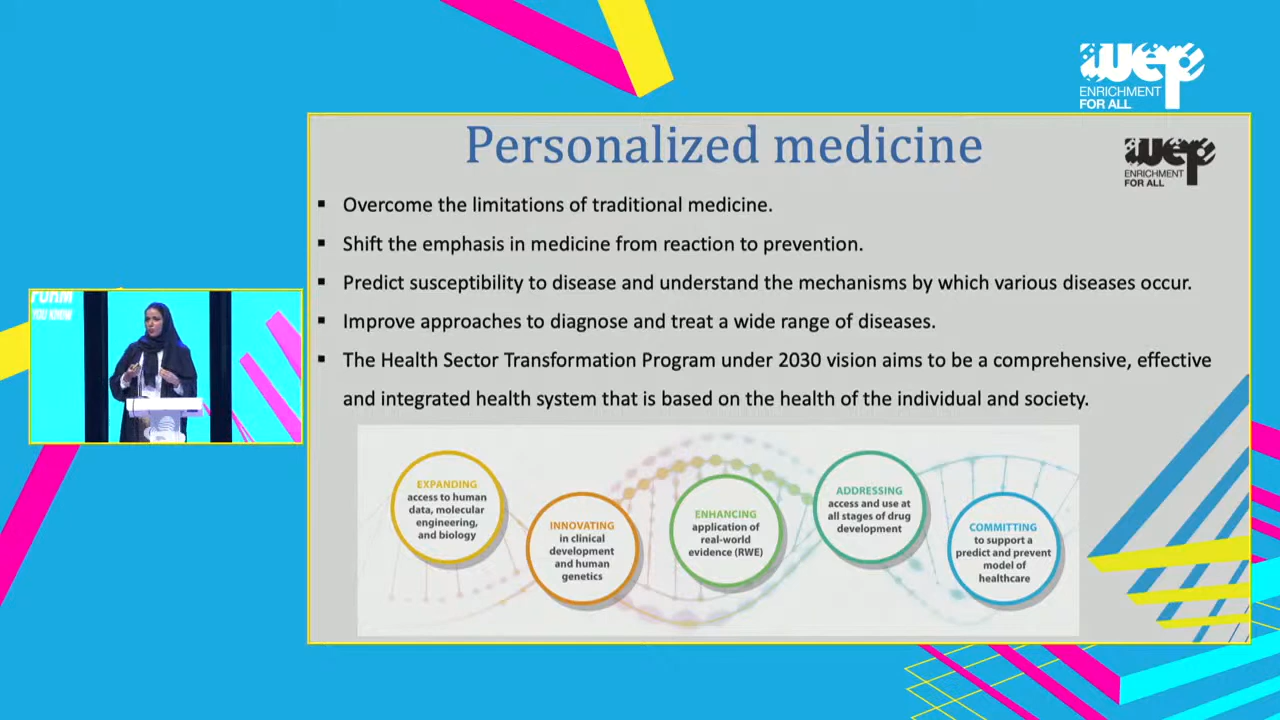 wep
ENRICHMENT
FOR ALL
Personalized medicine
wep
ENRICHMENT
FOR ALL
▪ Overcome the limitations of traditional medicine.
▪ Shift the emphasis in medicine from reaction to prevention.
▪ Predict susceptibility to disease and understand the mechanisms by which various diseases occur.
▪ Improve approaches to diagnose and treat a wide range of diseases.
▪ The Health Sector Transformation Program under 2030 vision aims to be a comprehensive, effective
and integrated health system that is based on the health of the individual and society.
YOU KNOW
EXPANDING
access to human
data, molecular
engineering,
and biology
INNOVATING
in clinical
development
and human
genetics
ENHANCING
application of
real-world
evidence (RWE)
ADDRESSING
access and use at
all stages of drug
development
COMMITTING
to support a
predict and prevent
model of
healthcare